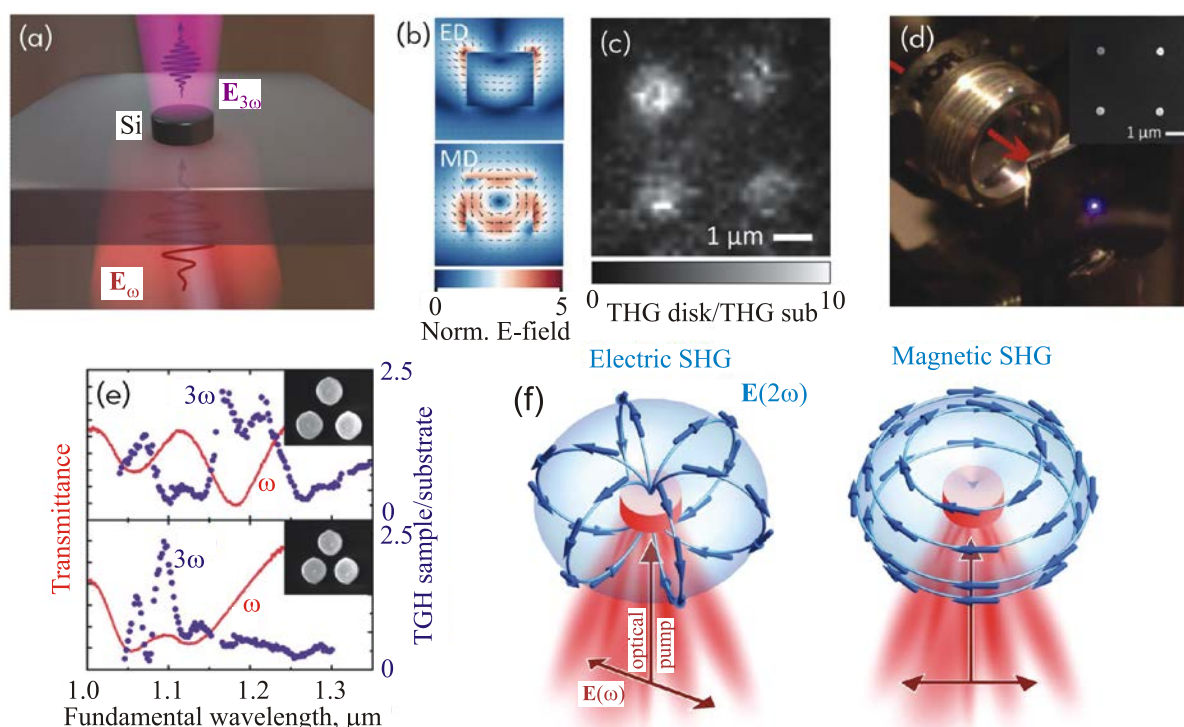 (a)
E3ω
Si
Eω
(b)
ED
MD
0 5
Norm. E-field
(c)
1 μm
0 10
THG disk/THG sub
(d)
1 μm
(e)
Transmittance
3ω
ω
2.5
0
3ω
ω
2.5
0
TGH sample/substrate
1.0 1.1 1.2 1.3
Fundamental wavelength, μm
(f)
Electric SHG
E(2ω)
Magnetic SHG
optical
pump
E(ω)